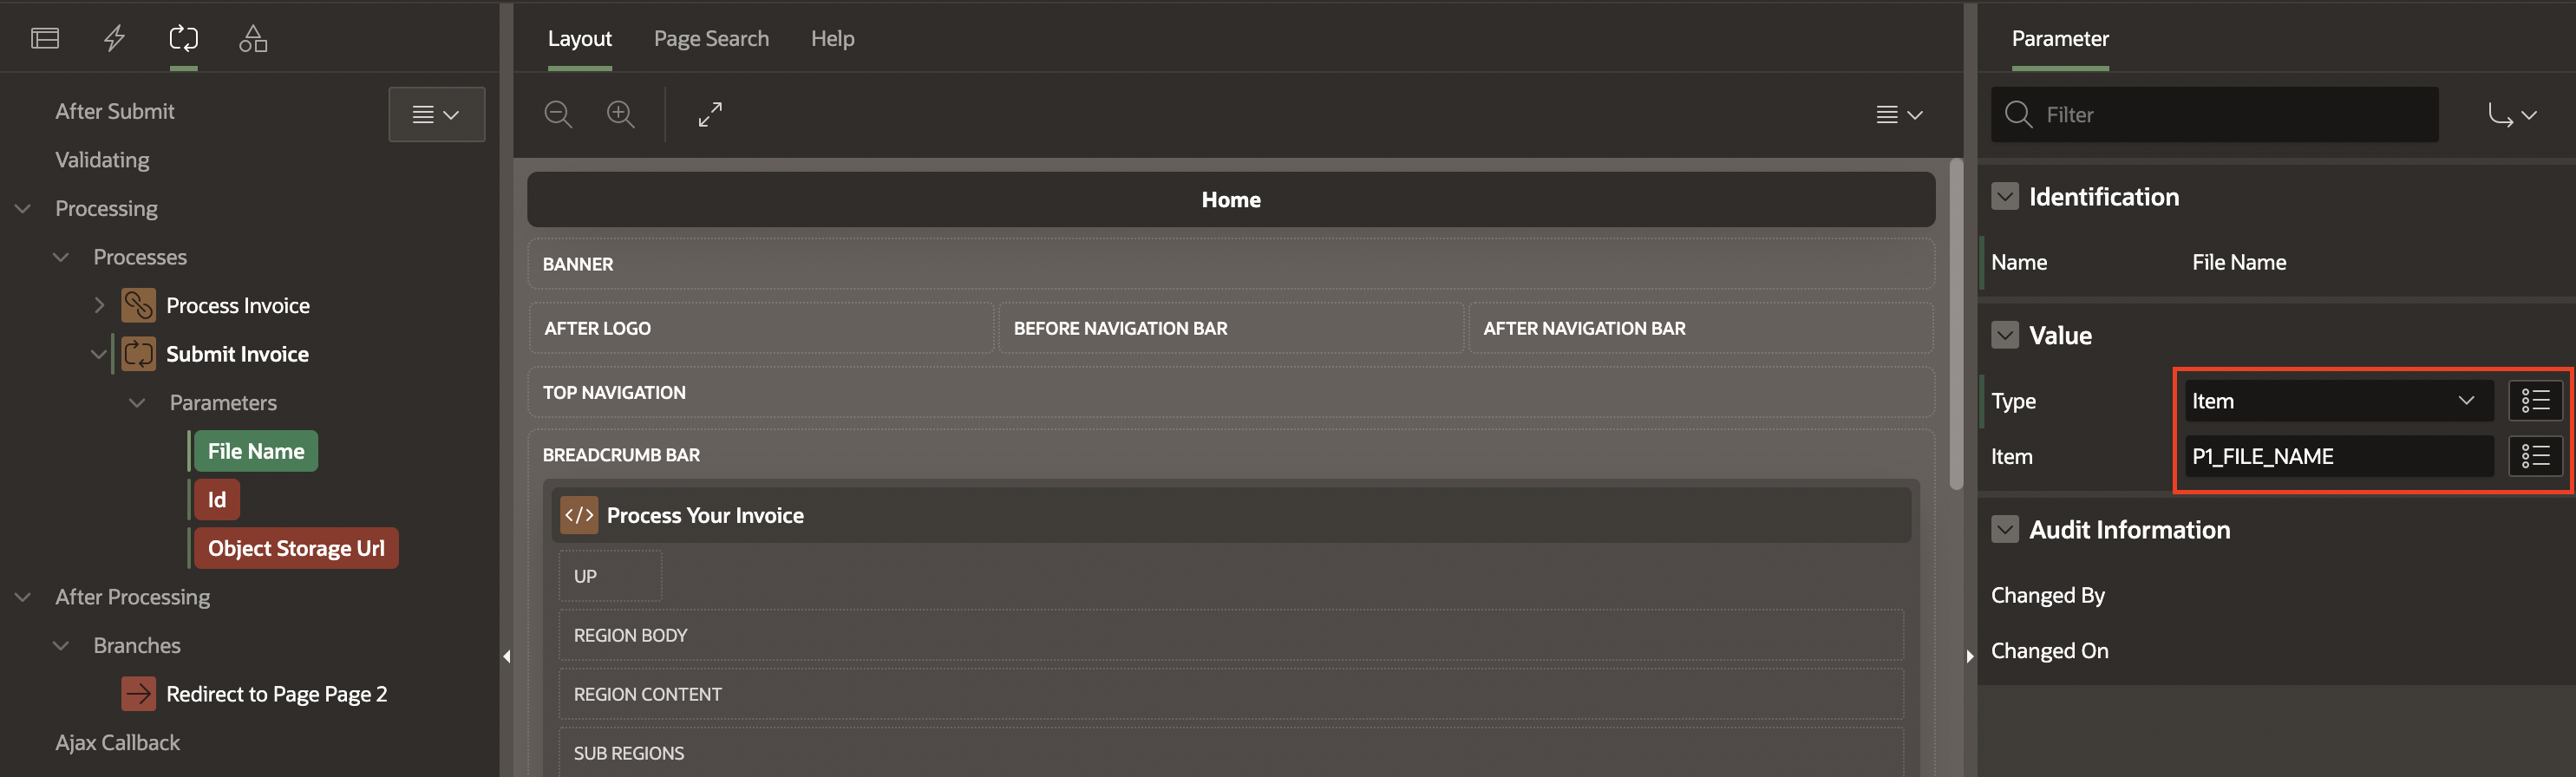 After Submit
Validating
Processing
Processes
Process Invoice
Submit Invoice
Parameters
File Name
Id
Object Storage Url
After Processing
Branches
Redirect to Page Page 2
Ajax Callback
Layout Page Search Help
Home
BANNER
AFTER LOGO BEFORE NAVIGATION BAR AFTER NAVIGATION BAR
TOP NAVIGATION
BREADCRUMB BAR
</> Process Your Invoice
UP
REGION BODY
REGION CONTENT
SUB REGIONS
Parameter
Filter
Identification
Name File Name
Value
Type Item
Item P1_FILE_NAME
Audit Information
Changed By
Changed On